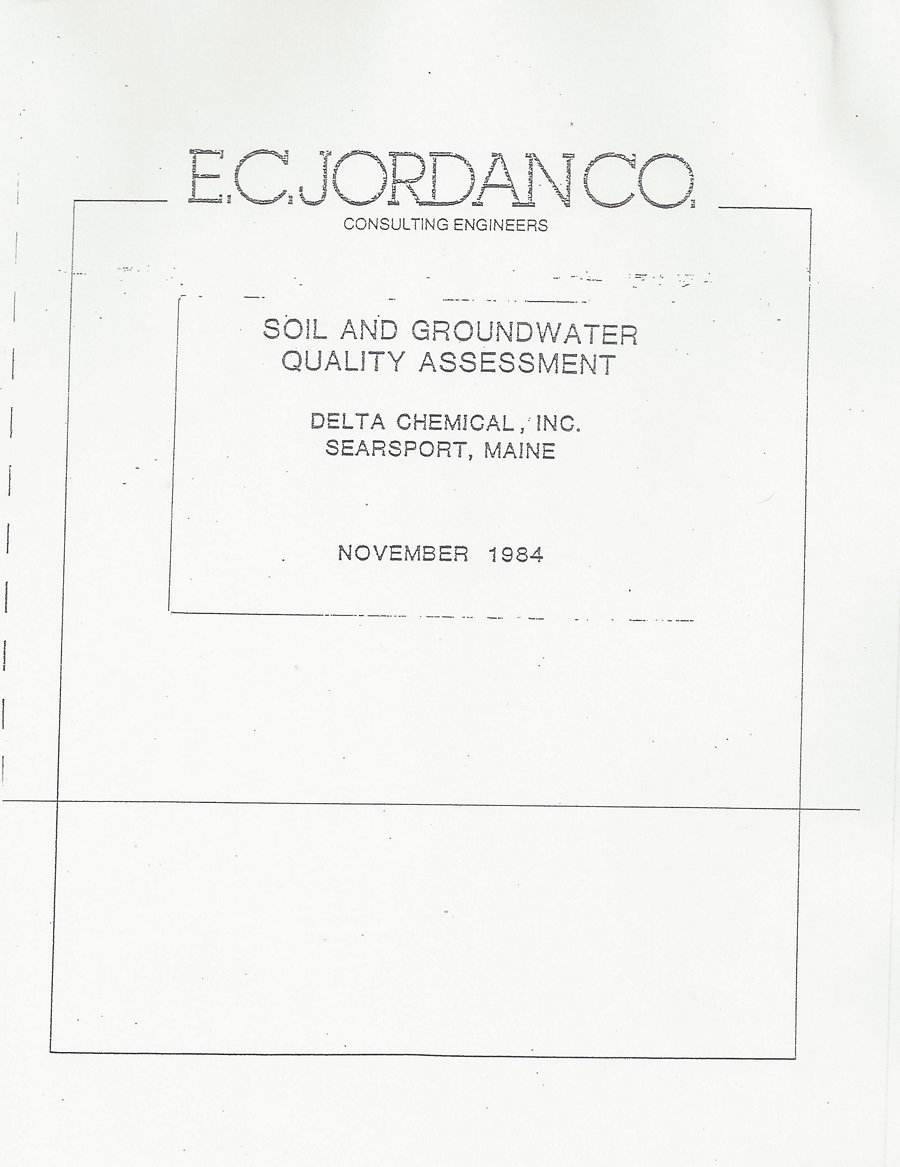 E.C.JORDAN CO.
CONSULTING ENGINEERS
SOIL AND GROUNDWATER
QUALITY ASSESSMENT
DELTA CHEMICAL, INC.
SEARSPORT, MAINE
NOVEMBER 1984